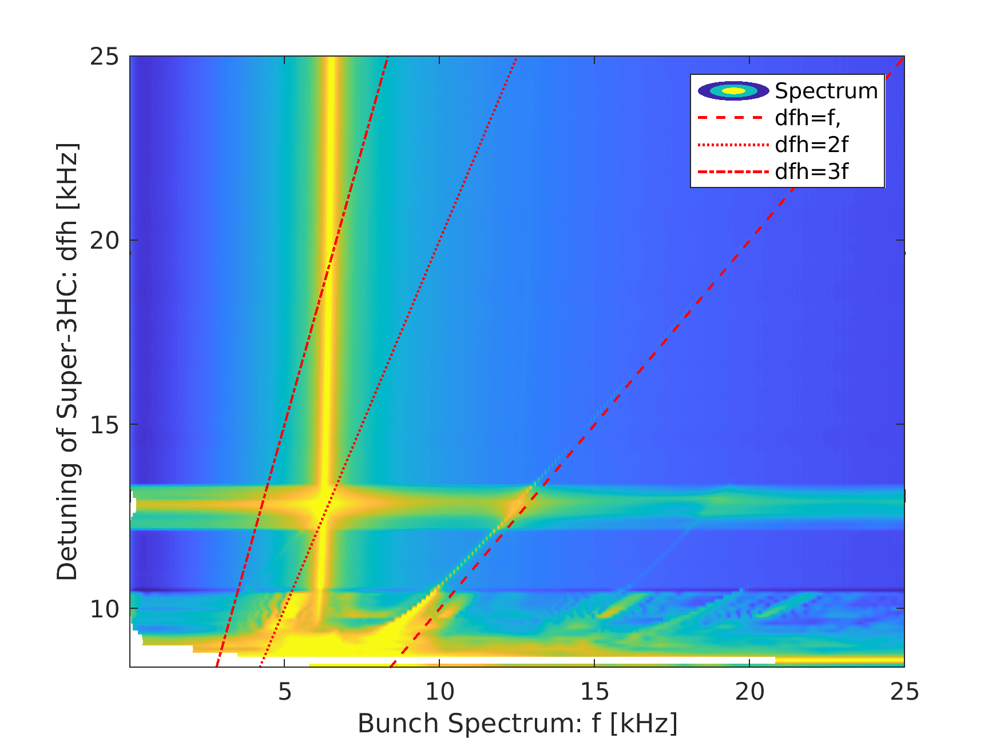 25
20
15
10
Detuning of Super-3HC: dfh [kHz]
Spectrum
dfh=f,
dfh=2f
dfh=3f
5 10 15 20 25
Bunch Spectrum: f [kHz]